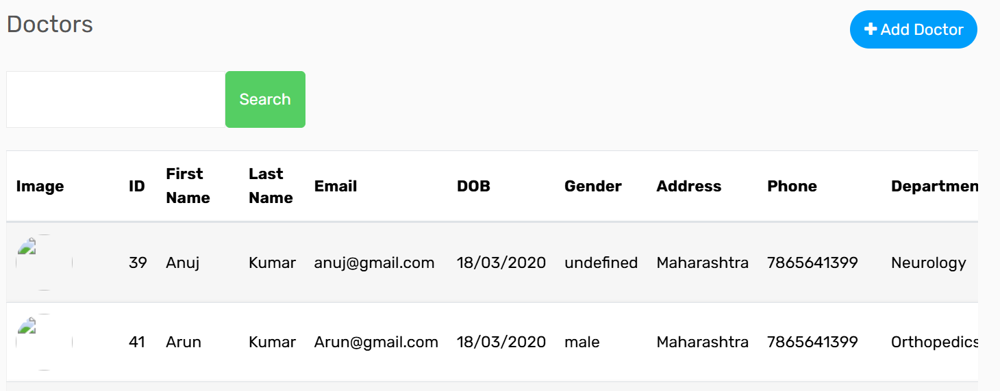 Doctors
Add Doctor
Search
Image ID First Name Last Name Email DOB Gender Address Phone Departmen
39 Anuj Kumar anuj@gmail.com 18/03/2020 undefined Maharashtra 7865641399 Neurology
41 Arun Kumar Arun@gmail.com 18/03/2020 male Maharashtra 7865641399 Orthopedics